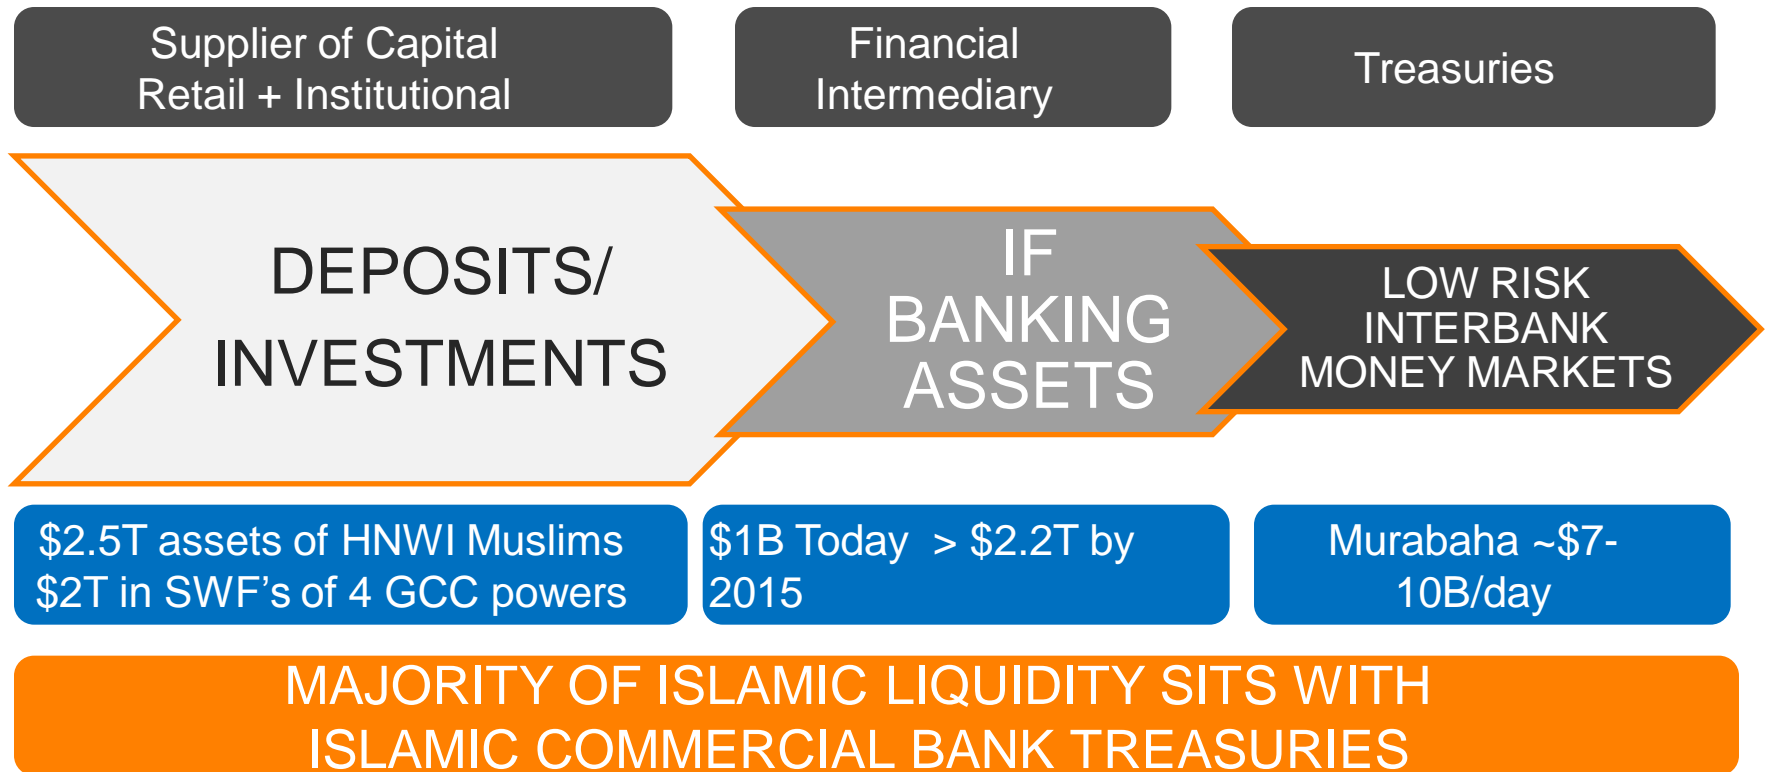 Supplier of Capital
Retail + Institutional
Financial
Intermediary
Treasuries
DEPOSITS/
INVESTMENTS
IF
BANKING
ASSETS
LOW RISK
INTERBANK
MONEY MARKETS
$2.5T assets of HNWI Muslims
$2T in SWF’s of 4 GCC powers
$1B Today > $2.2T by
2015
Murabaha ~$7-
10B/day
MAJORITY OF ISLAMIC LIQUIDITY SITS WITH
ISLAMIC COMMERCIAL BANK TREASURIES